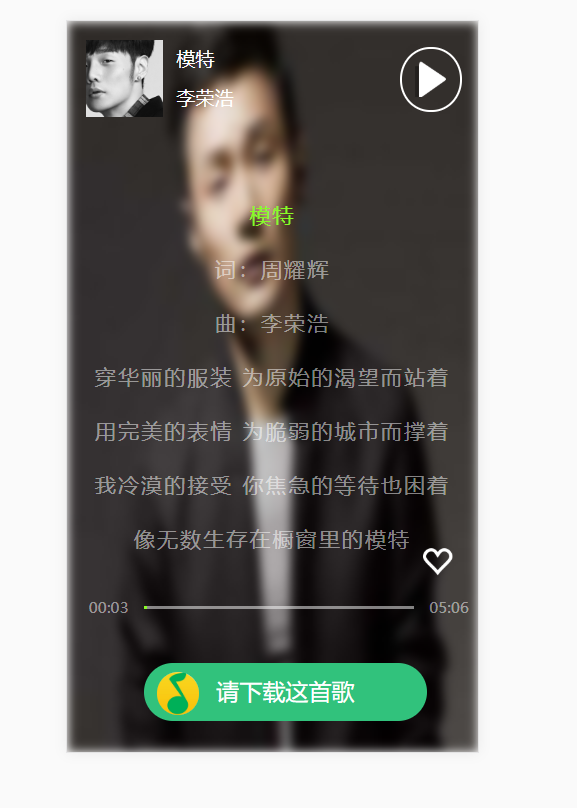 模特
李荣浩
模特
词：周耀辉
曲：李荣浩
穿华丽的服装 为原始的渴望而站着
用完美的表情 为脆弱的城市而撑着
我冷漠的接受 你焦急的等待也困着
像无数生存在橱窗里的模特
00:03
05:06
请下载这首歌